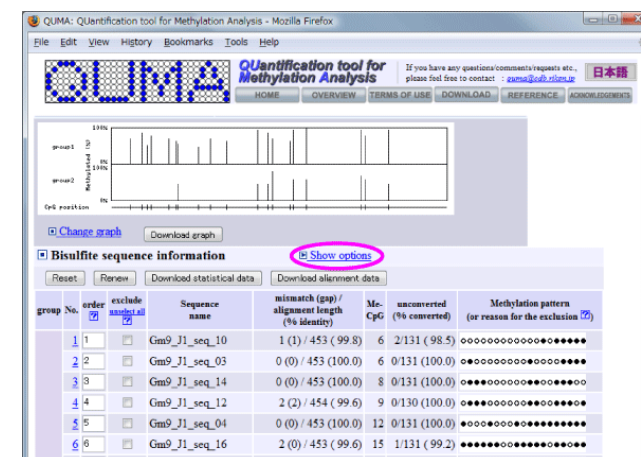 QUMA: QUantification tool for Methylation Analysis - Mozilla Firefox
File Edit View History Bookmarks Tools Help
QUMA
QUantification tool for
Methylation Analysis
If you have any questions/comments/requests etc.,
please feel free to contact : quma@cdb.riken.jp
日本語
HOME OVERVIEW TERMS OF USE DOWNLOAD REFERENCE ACKNOWLEDGEMENTS
100%
group1
0%
100%
group2
0%
Methylated (%)
CpG position
Change graph Download graph
Bisulfite sequence information Show options
Reset Renew Download statistical data Download alignment data
group No. order ? exclude unselect all ? Sequence name mismatch (gap) / alignment length (% identity) Me-CpG unconverted (% converted) Methylation pattern (or reason for the exclusion ?)
1 1 Gm9_J1_seq_10 1 (1) / 453 ( 99.8) 6 2/131 ( 98.5)
2 2 Gm9_J1_seq_03 0 (0) / 453 (100.0) 6 0/131 (100.0)
3 3 Gm9_J1_seq_14 0 (0) / 453 (100.0) 8 0/131 (100.0)
4 4 Gm9_J1_seq_12 2 (2) / 454 ( 99.6) 9 0/130 (100.0)
5 5 Gm9_J1_seq_04 0 (0) / 453 (100.0) 12 0/131 (100.0)
6 6 Gm9_J1_seq_16 2 (0) / 453 ( 99.6) 15 1/131 ( 99.2)